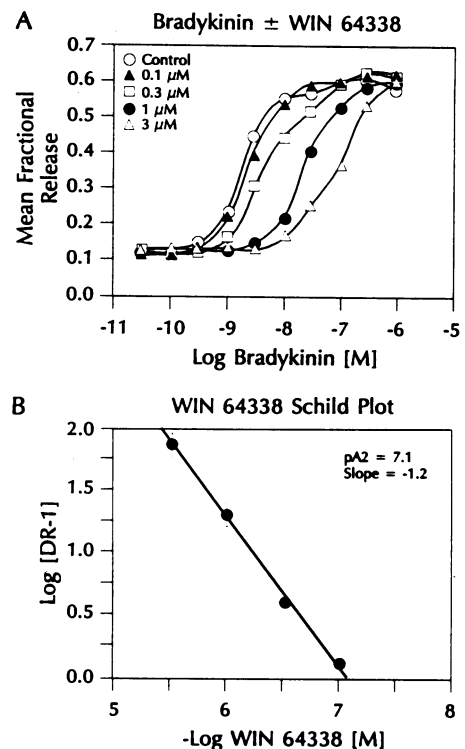 A
Bradykinin ± WIN 64338
Control
0.1 μM
0.3 μM
1 μM
3 μM
Mean Fractional
Release
0.7
0.6
0.5
0.4
0.3
0.2
0.1
0.0
-11 -10 -9 -8 -7 -6 -5
Log Bradykinin [M]
B
WIN 64338 Schild Plot
pA2 = 7.1
Slope = -1.2
Log [DR-1]
2.0
1.5
1.0
0.5
0.0
5 6 7 8
-Log WIN 64338 [M]